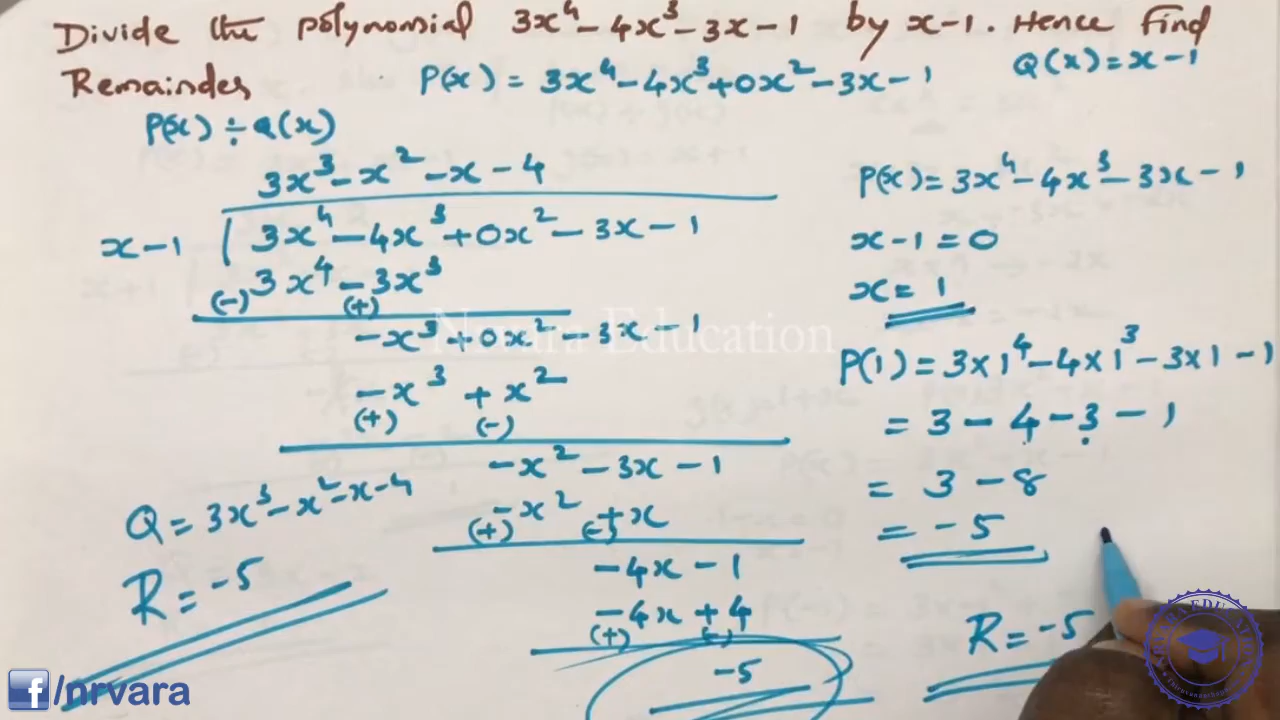 Divide the polynomial 3x⁴ - 4x³ - 3x - 1 by x - 1. Hence Find
Remainder
P(x) = 3x⁴ - 4x³ + 0x² - 3x - 1
Q(x) = x - 1
P(x) ÷ Q(x)
3x³ - x² - x - 4
x - 1 | 3x⁴ - 4x³ + 0x² - 3x - 1
3x⁴ - 3x³
(-) (+)
- x³ + 0x² - 3x - 1
- x³ + x²
(+) (-)
- x² - 3x - 1
- x² + x
(+) (-)
- 4x - 1
- 4x + 4
(+) (-)
-5
Q = 3x³ - x² - x - 4
R = -5
P(x) = 3x⁴ - 4x³ - 3x - 1
x - 1 = 0
x = 1
P(1) = 3×1⁴ - 4×1³ - 3×1 - 1
= 3 - 4 - 3 - 1
= 3 - 8
= -5
R = -5
Nrvara Education
f/nrvara